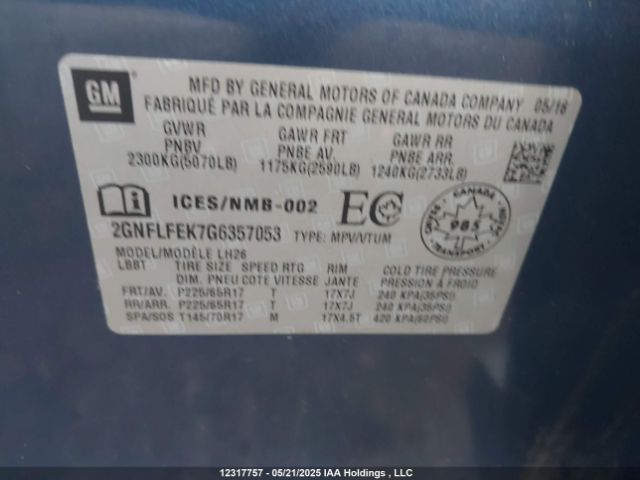 GM
MFD BY GENERAL MOTORS OF CANADA COMPANY 05/16
FABRIQUÉ PAR LA COMPAGNIE GENERAL MOTORS DU CANADA
GVWR GAWR FRT GAWR RR
PNBV PNBE AV. PNBE ARR.
2300KG(5070LB) 1175KG(2590LB) 1240KG(2733LB)
ICES/NMB-002 EC
CANADA
985
2GNFLFEK7G6357053 TYPE: MPV/VTUM
MODEL/MODÈLE LH26
LBBT TIRE SIZE SPEED RTG RIM COLD TIRE PRESSURE
DIM. PNEU COTE VITESSE JANTE PRESSION À FROID
FRT/AV. P225/65R17 T 17X7J 240 KPA(35PSI)
RR/ARR. P225/65R17 T 17X7J 240 KPA(35PSI)
SPA/SOS T145/70R17 M 17X4.5T 420 KPA(60PSI)
12317757 - 05/21/2025 IAA Holdings , LLC